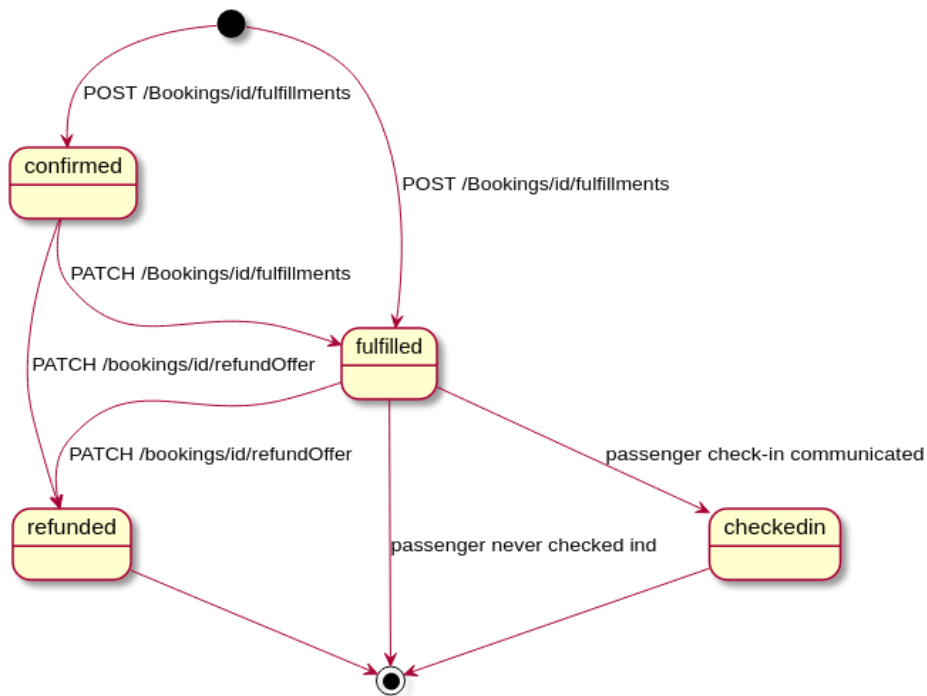 POST /Bookings/id/fulfillments
confirmed
POST /Bookings/id/fulfillments
PATCH /Bookings/id/fulfillments
fulfilled
PATCH /bookings/id/refundOffer
PATCH /bookings/id/refundOffer
passenger check-in communicated
refunded
checkedin
passenger never checked ind